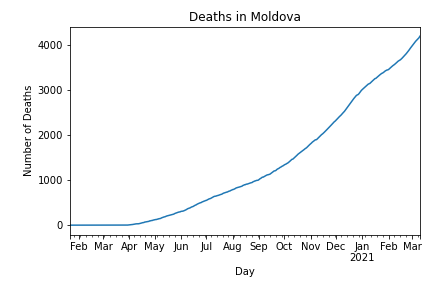 Deaths in Moldova
Number of Deaths
4000
3000
2000
1000
0
Feb Mar Apr May Jun Jul Aug Sep Oct Nov Dec Jan Feb Mar
2021
Day